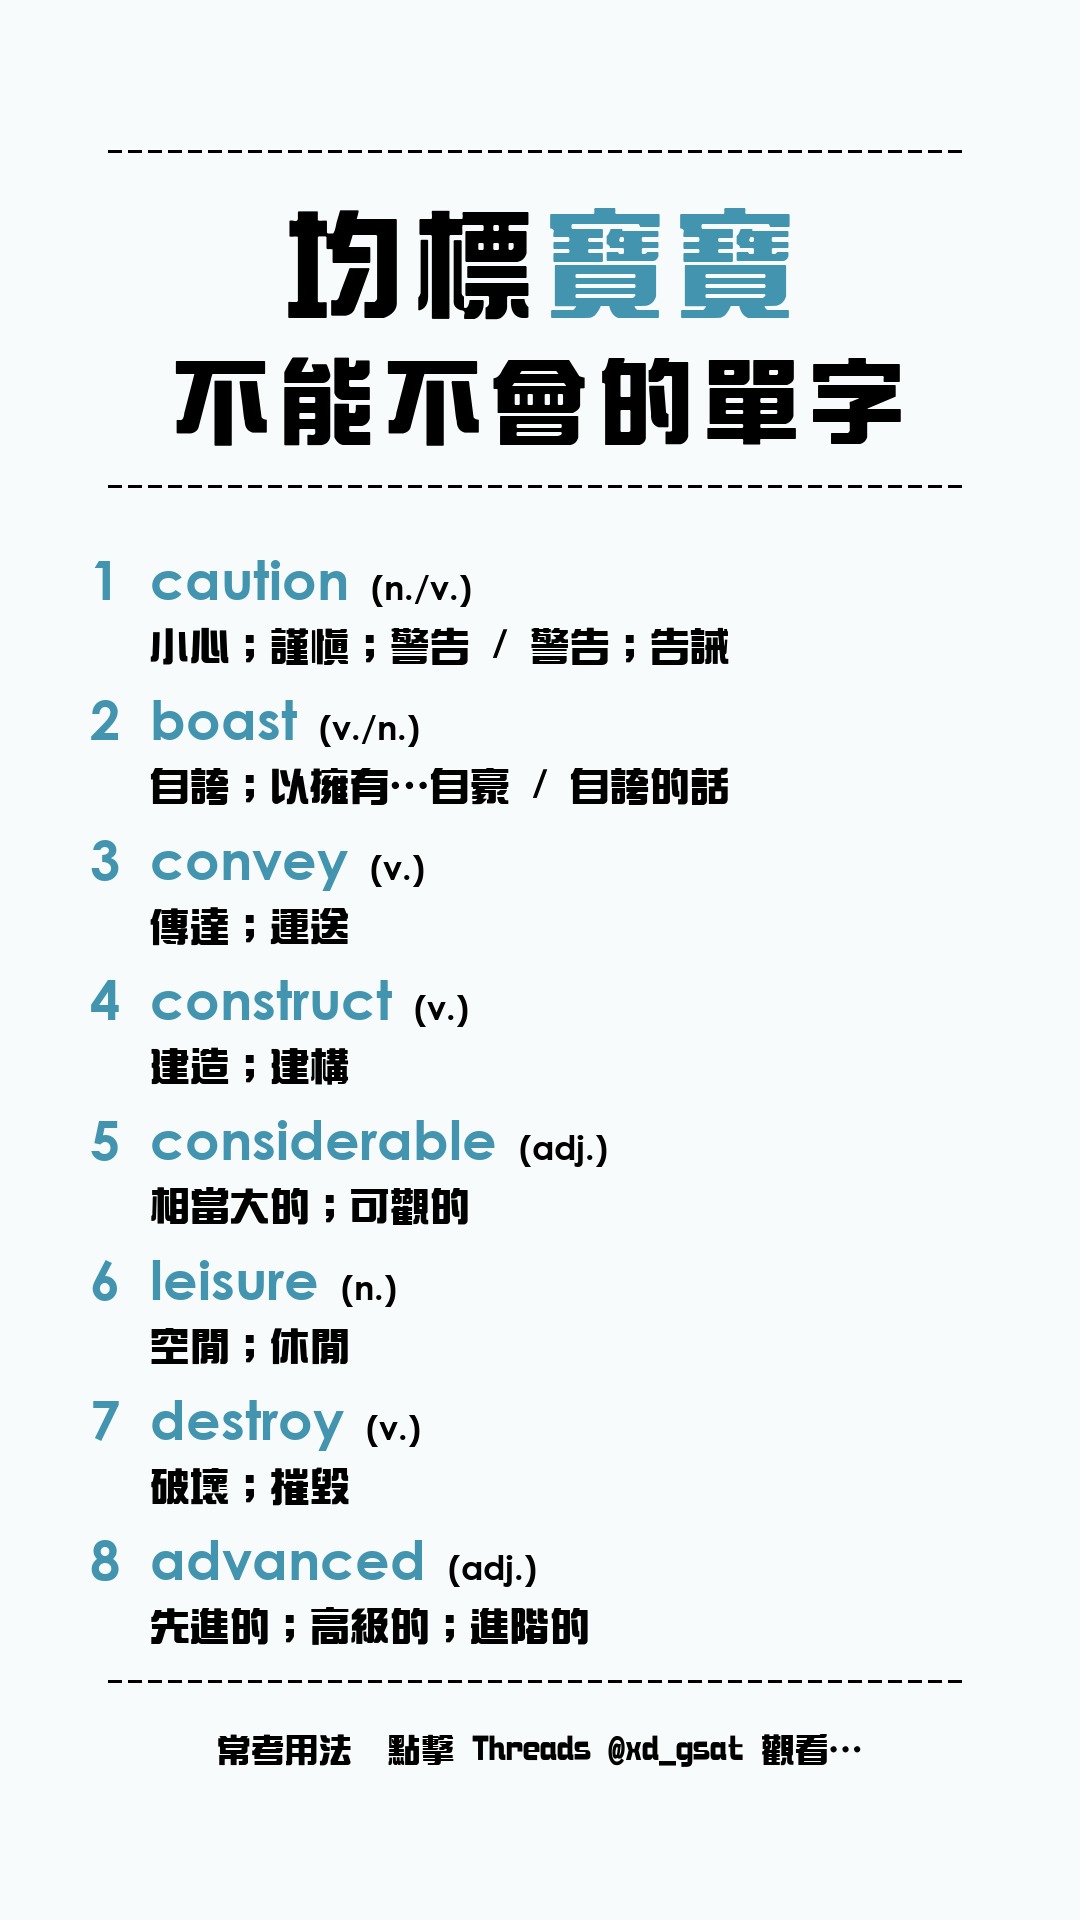 均標寶寶
不能不會的單字
1 caution (n./v.)
小心；謹慎；警告 / 警告；告誡
2 boast (v./n.)
自誇；以擁有…自豪 / 自誇的話
3 convey (v.)
傳達；運送
4 construct (v.)
建造；建構
5 considerable (adj.)
相當大的；可觀的
6 leisure (n.)
空閒；休閒
7 destroy (v.)
破壞；摧毀
8 advanced (adj.)
先進的；高級的；進階的
常考用法 點擊 Threads @xd_gsat 觀看…